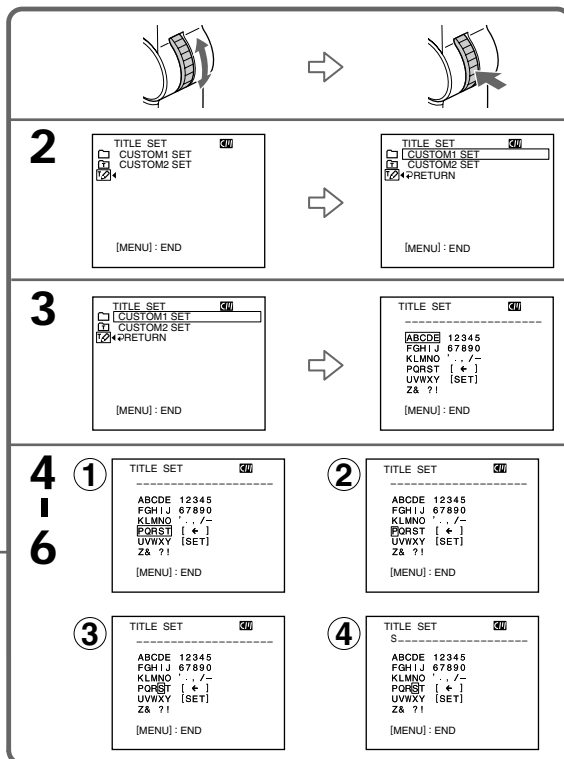 2
TITLE SET
CUSTOM1 SET
CUSTOM2 SET
[MENU] : END
TITLE SET
CUSTOM1 SET
CUSTOM2 SET
RETURN
[MENU] : END
3
TITLE SET
CUSTOM1 SET
CUSTOM2 SET
RETURN
[MENU] : END
TITLE SET
ABCDE 12345
FGHIJ 67890
KLMNO ' . , / –
PQRST [ ← ]
UVWXY [SET]
Z& ?!
[MENU] : END
4
6
1
TITLE SET
ABCDE 12345
FGHIJ 67890
KLMNO ' . , / –
PQRST [ ← ]
UVWXY [SET]
Z& ?!
[MENU] : END
2
TITLE SET
ABCDE 12345
FGHIJ 67890
KLMNO ' . , / –
PQRST [ ← ]
UVWXY [SET]
Z& ?!
[MENU] : END
3
TITLE SET
ABCDE 12345
FGHIJ 67890
KLMNO ' . , / –
PQRST [ ← ]
UVWXY [SET]
Z& ?!
[MENU] : END
4
TITLE SET
S
ABCDE 12345
FGHIJ 67890
KLMNO ' . , / –
PQRST [ ← ]
UVWXY [SET]
Z& ?!
[MENU] : END